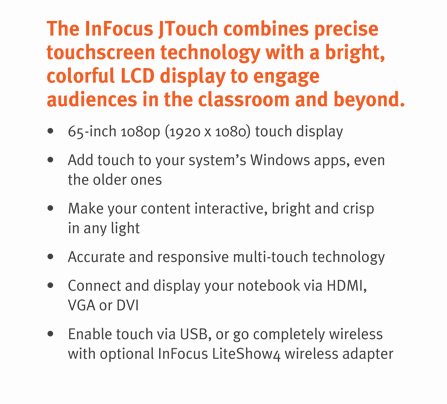 The InFocus JTouch combines precise
touchscreen technology with a bright,
colorful LCD display to engage
audiences in the classroom and beyond.
• 65-inch 1080p (1920 x 1080) touch display
• Add touch to your system’s Windows apps, even
the older ones
• Make your content interactive, bright and crisp
in any light
• Accurate and responsive multi-touch technology
• Connect and display your notebook via HDMI,
VGA or DVI
• Enable touch via USB, or go completely wireless
with optional InFocus LiteShow4 wireless adapter